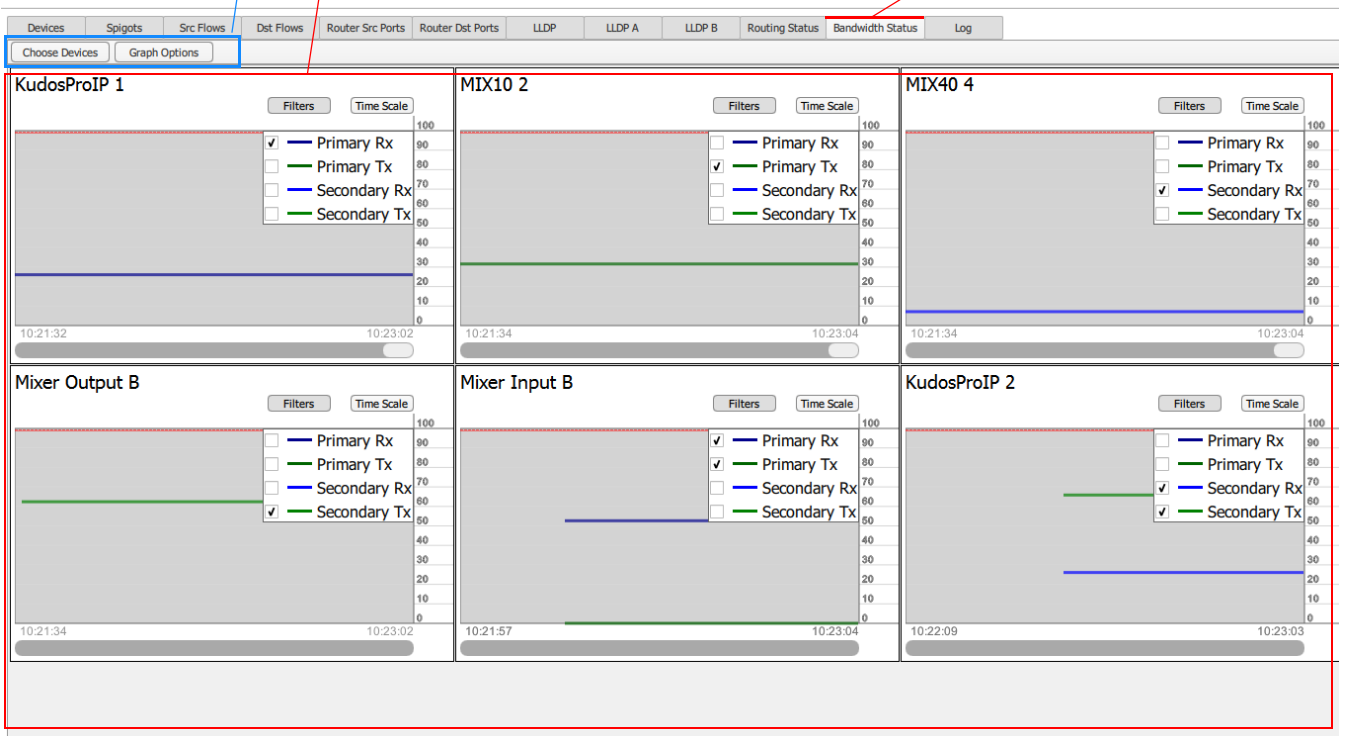 Devices Spigots Src Flows Dst Flows Router Src Ports Router Dst Ports LLDP LLDP A LLDP B Routing Status Bandwidth Status Log
Choose Devices Graph Options
KudosProIP 1
Filters Time Scale
100
Primary Rx
90
Primary Tx
80
Secondary Rx
70
60
Secondary Tx
50
40
30
20
10
0
10:21:32 10:23:02
MIX10 2
Filters Time Scale
100
Primary Rx
90
Primary Tx
80
Secondary Rx
70
60
Secondary Tx
50
40
30
20
10
0
10:21:34 10:23:04
MIX40 4
Filters Time Scale
100
Primary Rx
90
Primary Tx
80
Secondary Rx
70
60
Secondary Tx
50
40
30
20
10
0
10:21:34 10:23:04
Mixer Output B
Filters Time Scale
100
Primary Rx
90
Primary Tx
80
Secondary Rx
70
60
Secondary Tx
50
40
30
20
10
0
10:21:34 10:23:02
Mixer Input B
Filters Time Scale
100
Primary Rx
90
Primary Tx
80
Secondary Rx
70
60
Secondary Tx
50
40
30
20
10
0
10:21:57 10:23:04
KudosProIP 2
Filters Time Scale
100
Primary Rx
90
Primary Tx
80
Secondary Rx
70
60
Secondary Tx
50
40
30
20
10
0
10:22:09 10:23:03